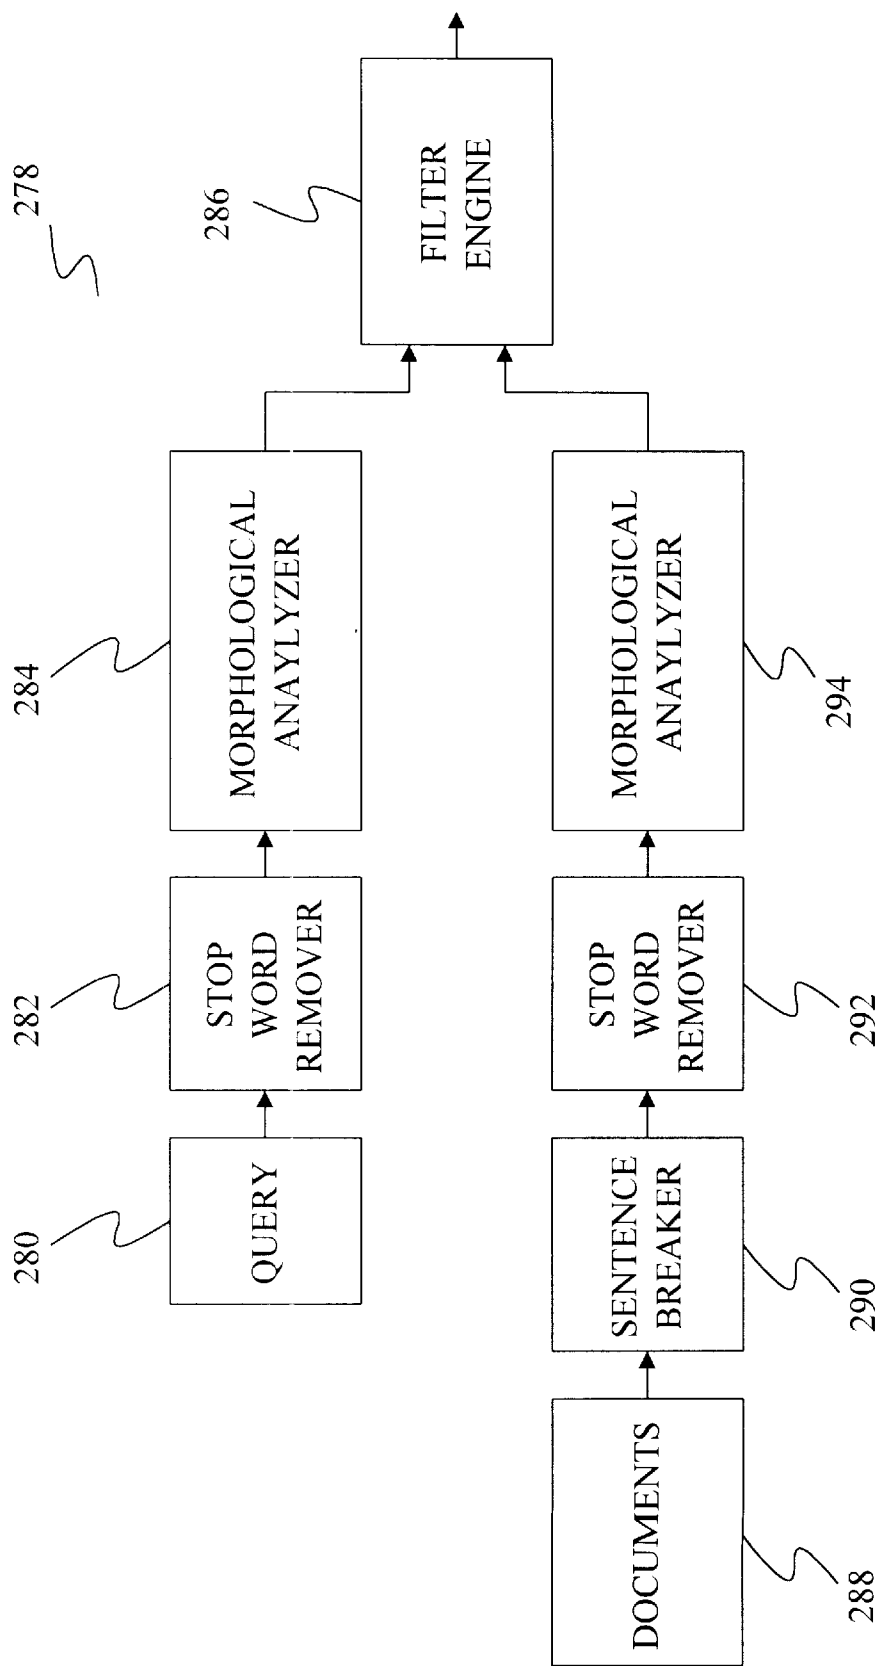 278
280
QUERY
282
STOP
WORD
REMOVER
284
MORPHOLOGICAL
ANAYLYZER
286
FILTER
ENGINE
DOCUMENTS
288
SENTENCE
BREAKER
290
STOP
WORD
REMOVER
292
MORPHOLOGICAL
ANAYLYZER
294